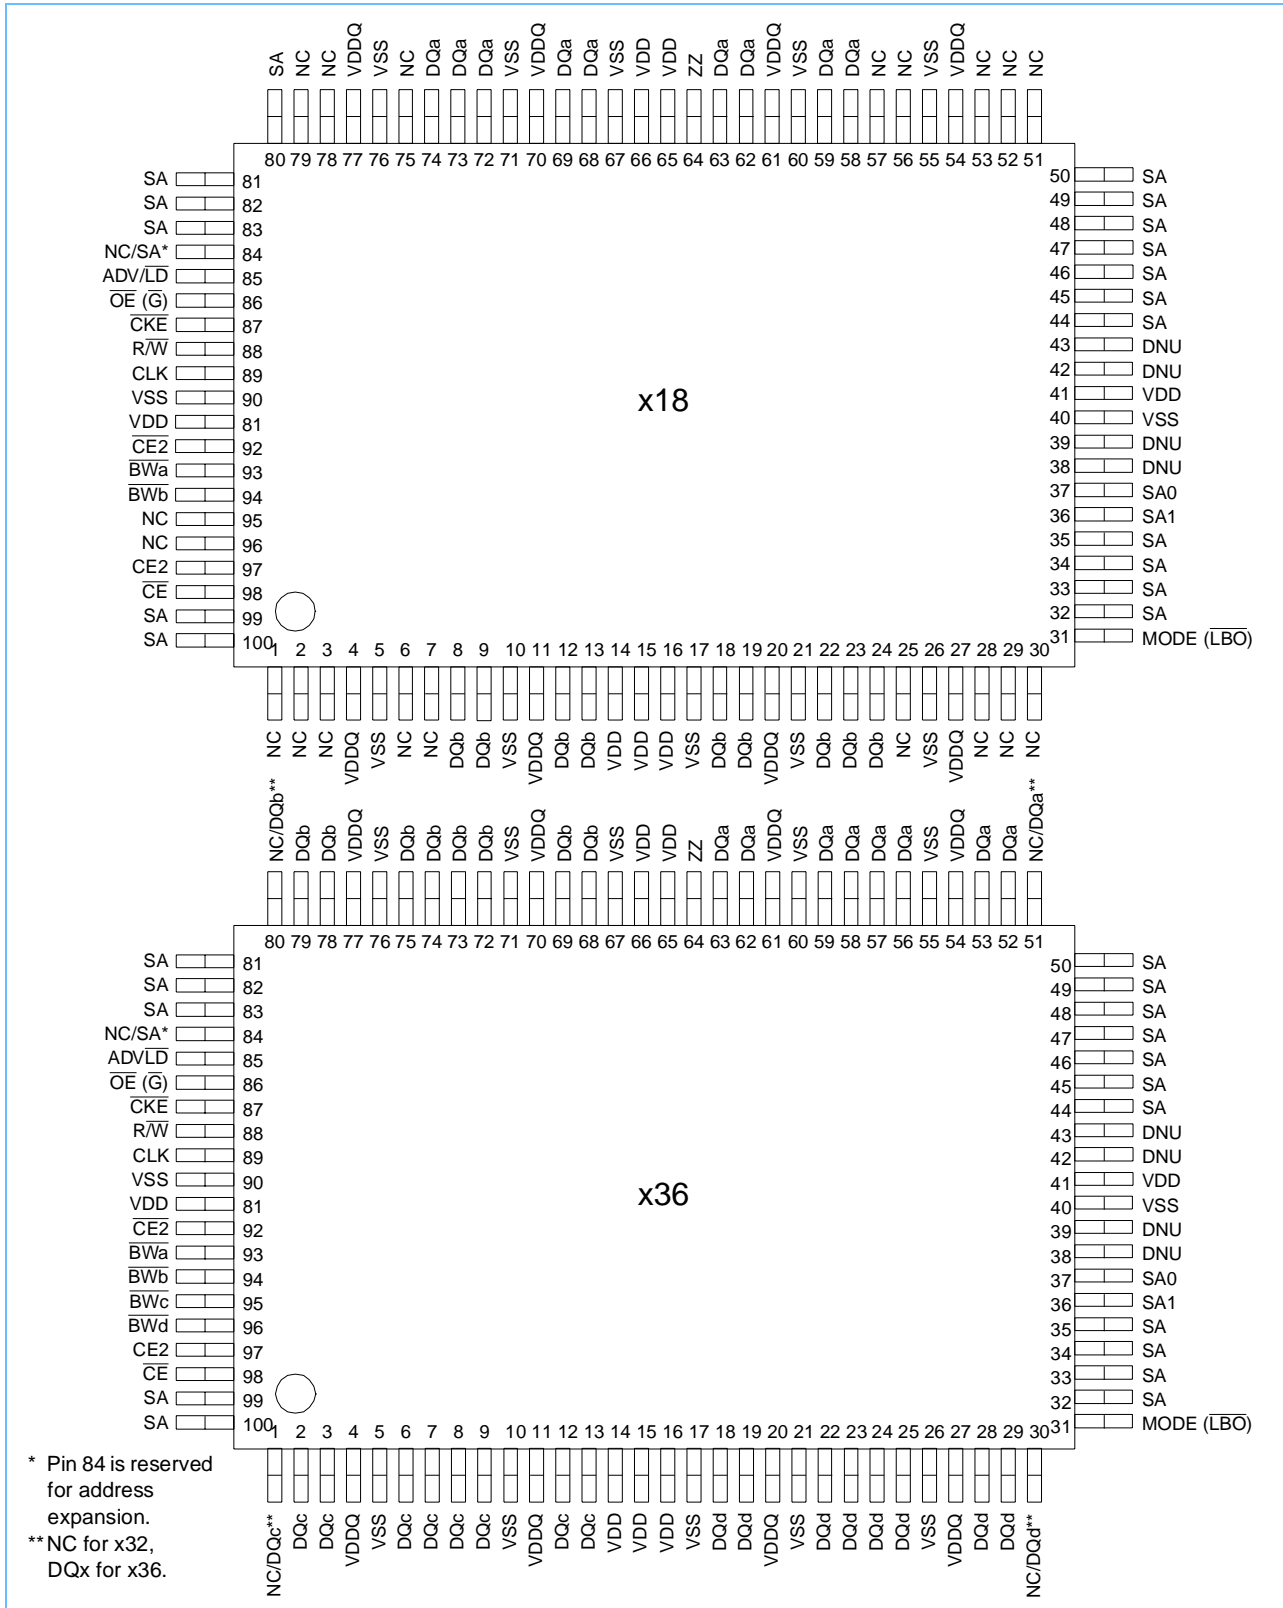 SA NC NC VDDQ VSS NC DQa DQa DQa VSS VDDQ DQa DQa VSS VDD VDD ZZ DQa DQa VDDQ VSS DQa DQa NC NC VSS VDDQ NC NC NC
80 79 78 77 76 75 74 73 72 71 70 69 68 67 66 65 64 63 62 61 60 59 58 57 56 55 54 53 52 51
SA 81 50 SA
SA 82 49 SA
SA 83 48 SA
NC/SA* 84 47 SA
ADV/L̅D̅ 85 46 SA
O̅E̅ (G̅) 86 45 SA
C̅K̅E̅ 87 44 SA
R/W̅ 88 43 DNU
CLK 89 42 DNU
VSS 90 41 VDD
x18
VDD 81 40 VSS
C̅E̅2̅ 92 39 DNU
B̅W̅a̅ 93 38 DNU
B̅W̅b̅ 94 37 SA0
NC 95 36 SA1
NC 96 35 SA
CE2 97 34 SA
C̅E̅ 98 33 SA
SA 99 32 SA
SA 100 31 MODE (L̅B̅O̅)
1 2 3 4 5 6 7 8 9 10 11 12 13 14 15 16 17 18 19 20 21 22 23 24 25 26 27 28 29 30
NC NC NC VDDQ VSS NC NC DQb DQb VSS VDDQ DQb DQb VDD VDD VDD VSS DQb DQb VDDQ VSS DQb DQb DQb NC VSS VDDQ NC NC NC
NC/DQb** DQb DQb VDDQ VSS DQb DQb DQb DQb VSS VDDQ DQb DQb VSS VDD VDD ZZ DQa DQa VDDQ VSS DQa DQa DQa DQa VSS VDDQ DQa DQa NC/DQa**
80 79 78 77 76 75 74 73 72 71 70 69 68 67 66 65 64 63 62 61 60 59 58 57 56 55 54 53 52 51
SA 81 50 SA
SA 82 49 SA
SA 83 48 SA
NC/SA* 84 47 SA
ADVL̅D̅ 85 46 SA
O̅E̅ (G̅) 86 45 SA
C̅K̅E̅ 87 44 SA
R/W̅ 88 43 DNU
CLK 89 42 DNU
VSS 90 41 VDD
x36
VDD 81 40 VSS
C̅E̅2̅ 92 39 DNU
B̅W̅a̅ 93 38 DNU
B̅W̅b̅ 94 37 SA0
B̅W̅c̅ 95 36 SA1
B̅W̅d̅ 96 35 SA
CE2 97 34 SA
C̅E̅ 98 33 SA
SA 99 32 SA
SA 100 31 MODE (L̅B̅O̅)
1 2 3 4 5 6 7 8 9 10 11 12 13 14 15 16 17 18 19 20 21 22 23 24 25 26 27 28 29 30
NC/DQc** DQc DQc VDDQ VSS DQc DQc DQc DQc VSS VDDQ DQc DQc VDD VDD VDD VSS DQd DQd VDDQ VSS DQd DQd DQd DQd VSS VDDQ DQd DQd NC/DQd**
* Pin 84 is reserved
for address
expansion.
**NC for x32,
DQx for x36.